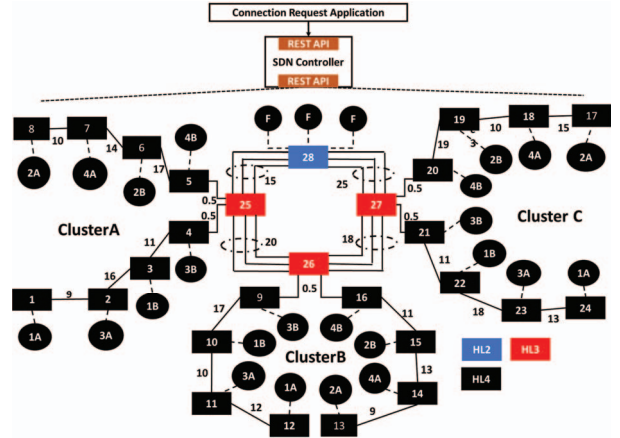 Connection Request Application
REST API
SDN Controller
REST API
F F F
28
15 25
8 10 7 14 6 17 5 4B
2A 4A 2B
0.5
0.5
25 27
0.5
0.5
19 10 18 15 17
3
19 20
2B 4A 2A
4B
ClusterA
Cluster C
4 11 3 16 2 9 1
3B 1B 3A 1A
20 18
26
0.5
21 3B
11 1B
22 18 23 13 24
3A 1A
17 9 16 11
3B 4B
10 1B 2B 15
ClusterB
10 13
3A 1A 2A 4A
11 12 12 13 9 14
HL2 HL3
HL4